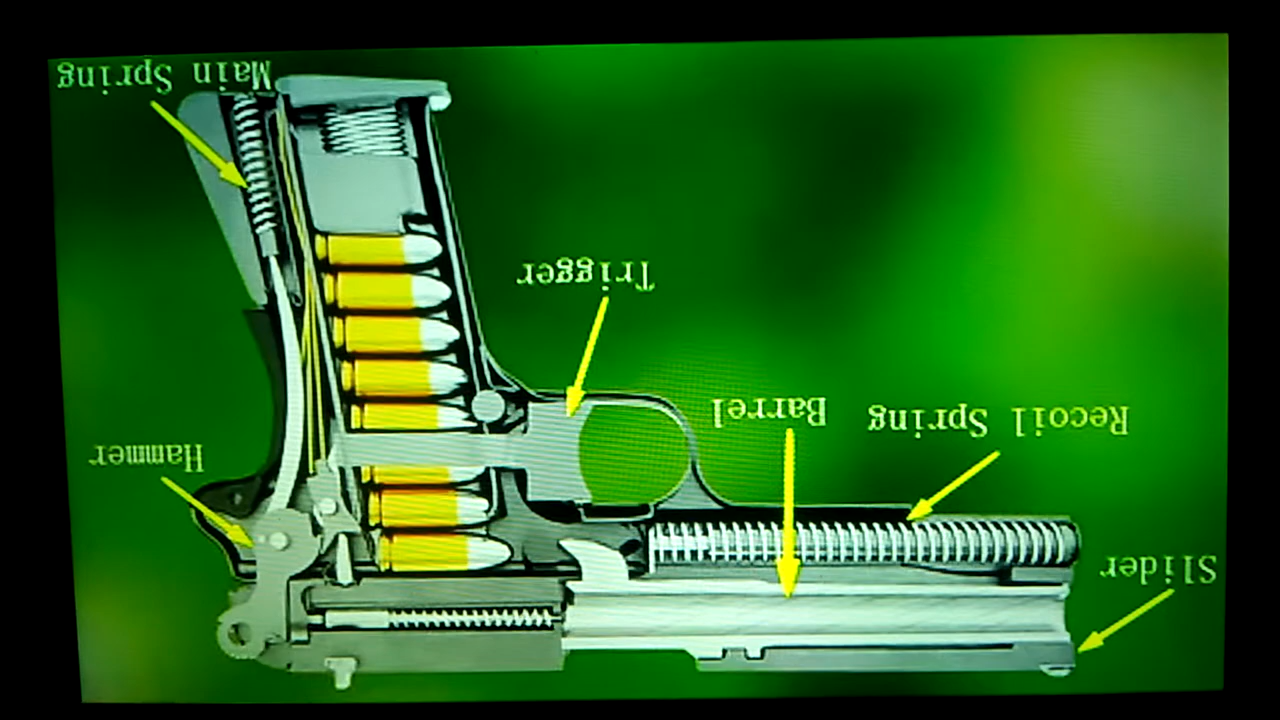 Main Spring
Trigger
Barrel
Recoil Spring
Hammer
Slider